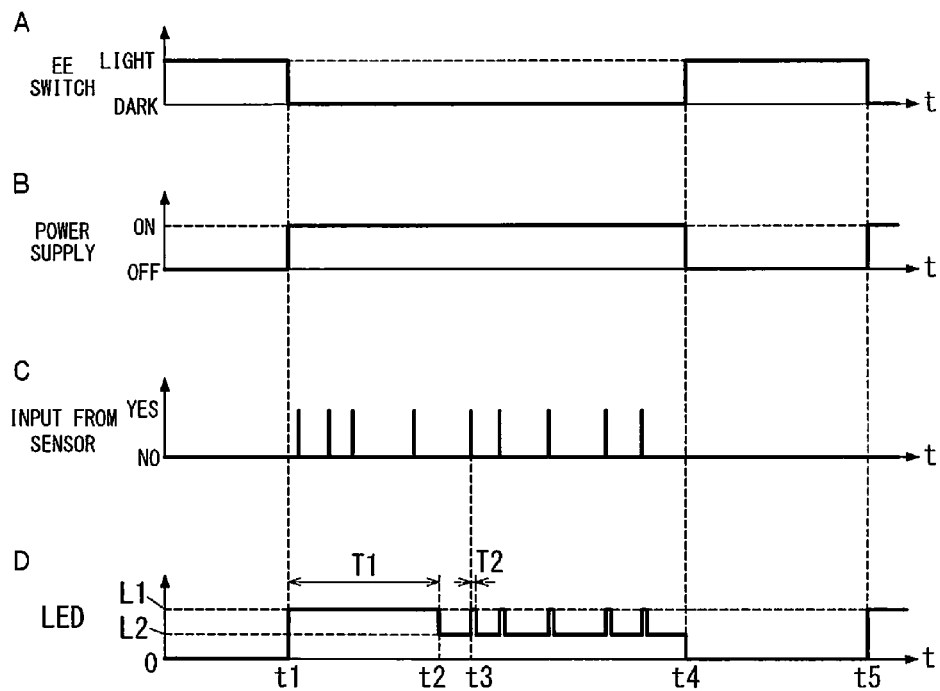 A
EE
SWITCH
LIGHT
DARK
t
B
POWER
SUPPLY
ON
OFF
t
C
INPUT FROM
SENSOR
YES
NO
t
D
LED
T1
T2
L1
L2
0
t
t1
t2
t3
t4
t5